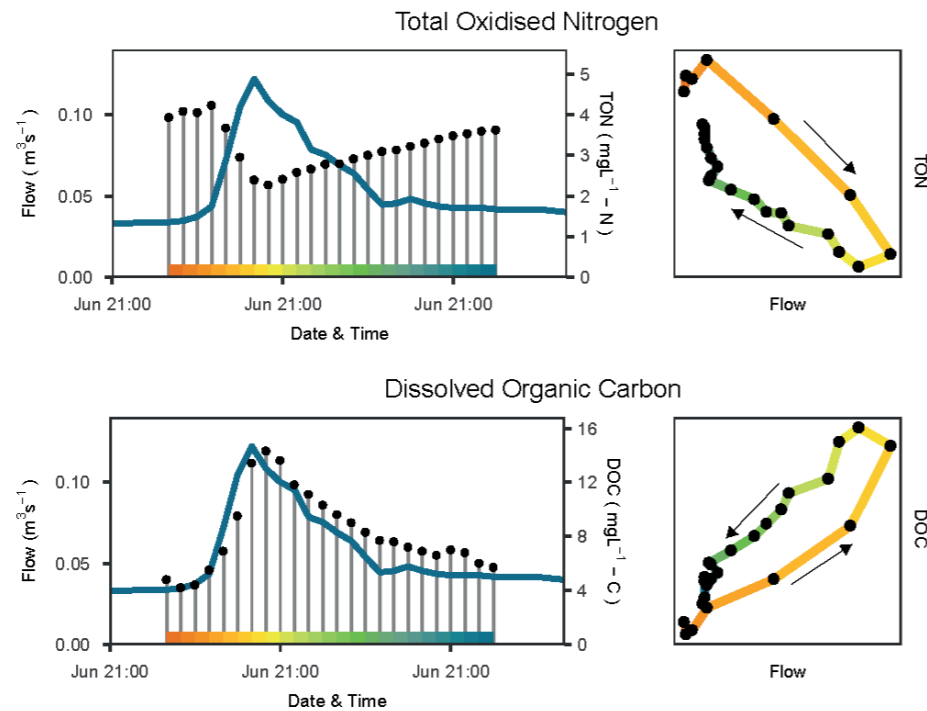 Total Oxidised Nitrogen
Flow ( m³s⁻¹ )
0.10
0.05
0.00
5
4
3
2
1
0
TON ( mgL⁻¹ − N )
Jun 21:00
Jun 21:00
Jun 21:00
Date & Time
TON
Flow
Dissolved Organic Carbon
Flow (m³s⁻¹ )
0.10
0.05
0.00
16
12
8
4
0
DOC ( mgL⁻¹ − C )
Jun 21:00
Jun 21:00
Jun 21:00
Date & Time
DOC
Flow